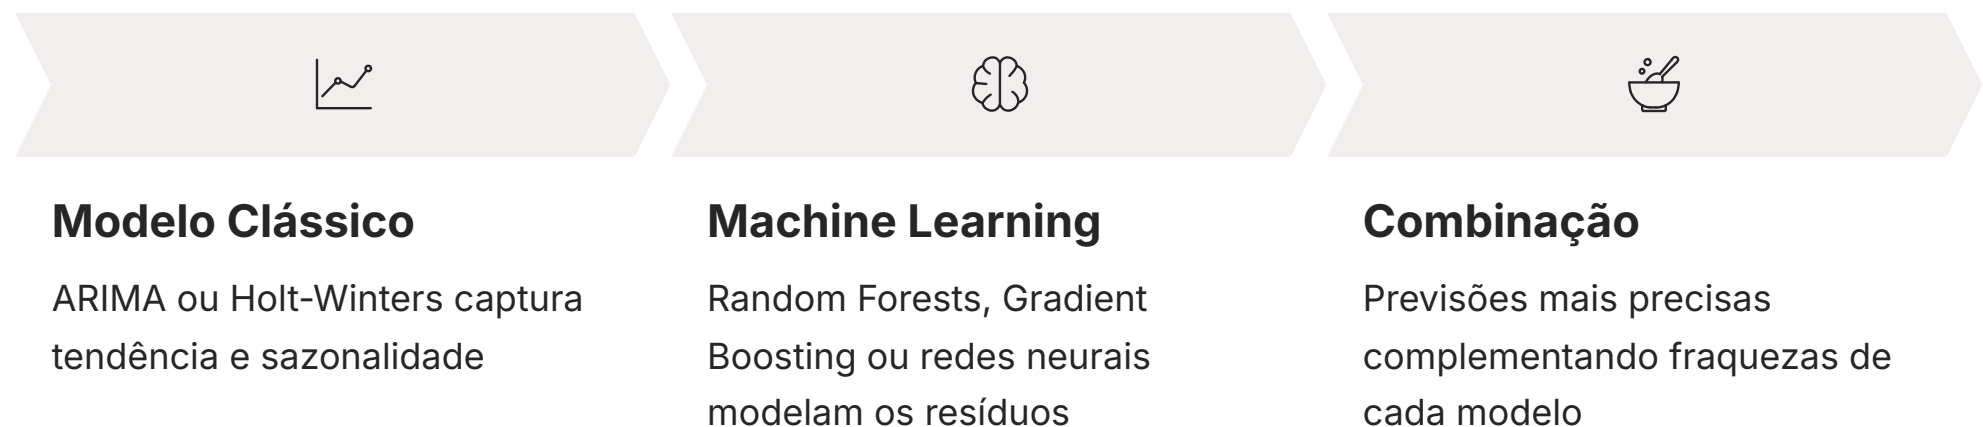 Modelo Clássico
ARIMA ou Holt-Winters captura
tendência e sazonalidade
Machine Learning
Random Forests, Gradient
Boosting ou redes neurais
modelam os resíduos
Combinação
Previsões mais precisas
complementando fraquezas de
cada modelo